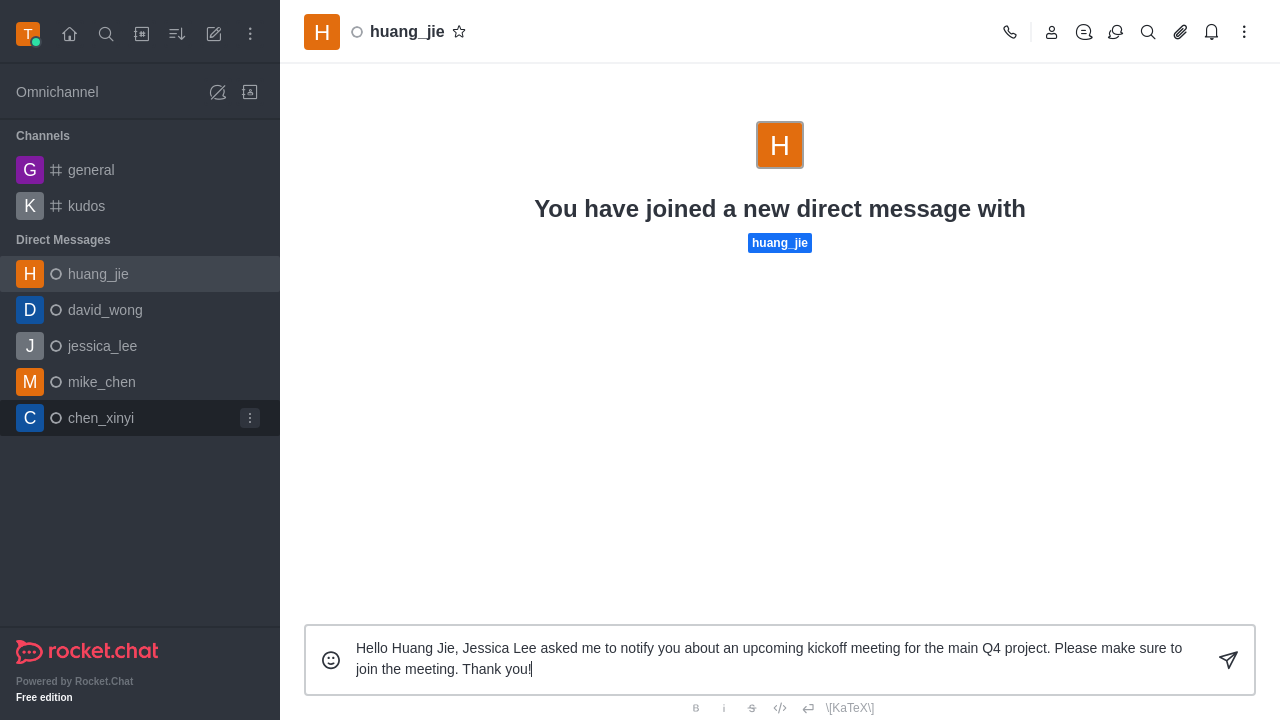 T
Omnichannel
Channels
G general
K kudos
Direct Messages
H huang_jie
D david_wong
J jessica_lee
M mike_chen
C chen_xinyi
rocket.chat
Powered by Rocket.Chat
Free edition
H huang_jie
H
You have joined a new direct message with
huang_jie
Hello Huang Jie, Jessica Lee asked me to notify you about an upcoming kickoff meeting for the main Q4 project. Please make sure to
join the meeting. Thank you!
B i S \[KaTeX\]